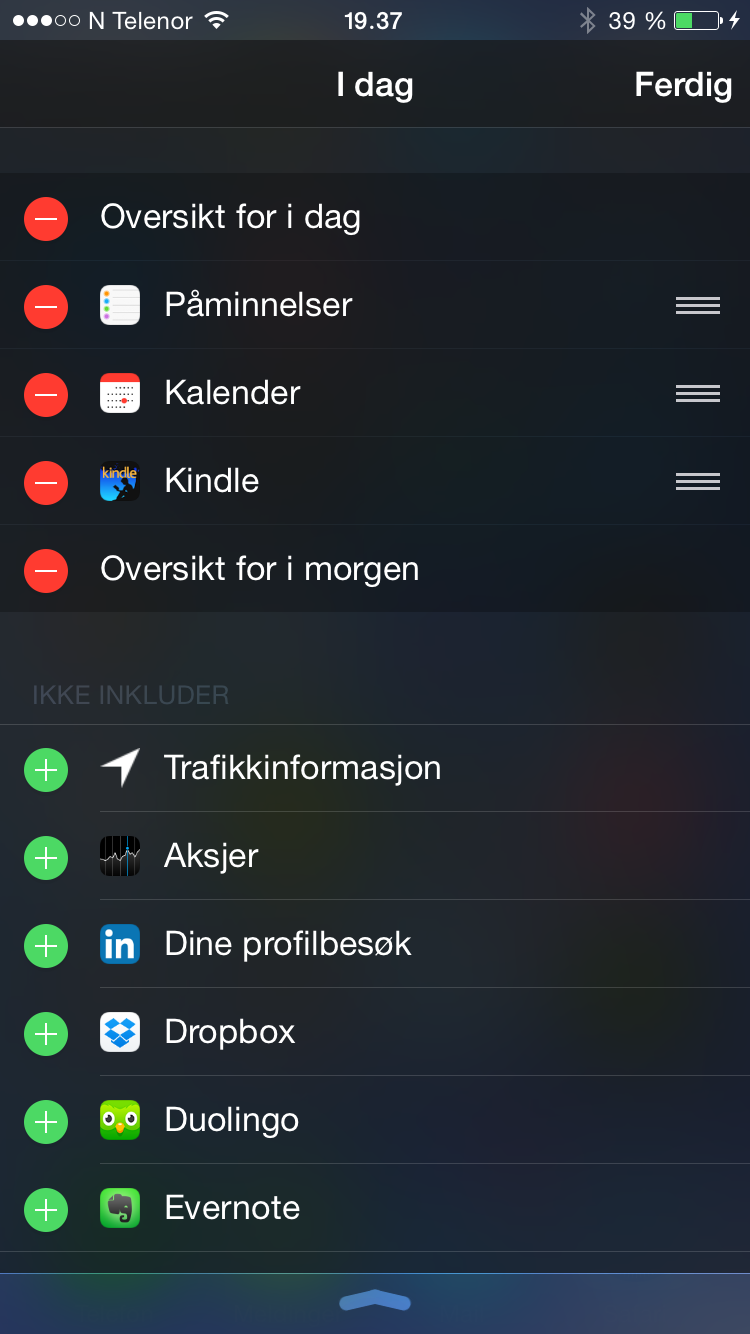 N Telenor 19.37 39 %
I dag Ferdig
Oversikt for i dag
Påminnelser
Kalender
kindle Kindle
Oversikt for i morgen
IKKE INKLUDER
Trafikkinformasjon
Aksjer
in Dine profilbesøk
Dropbox
Duolingo
Evernote